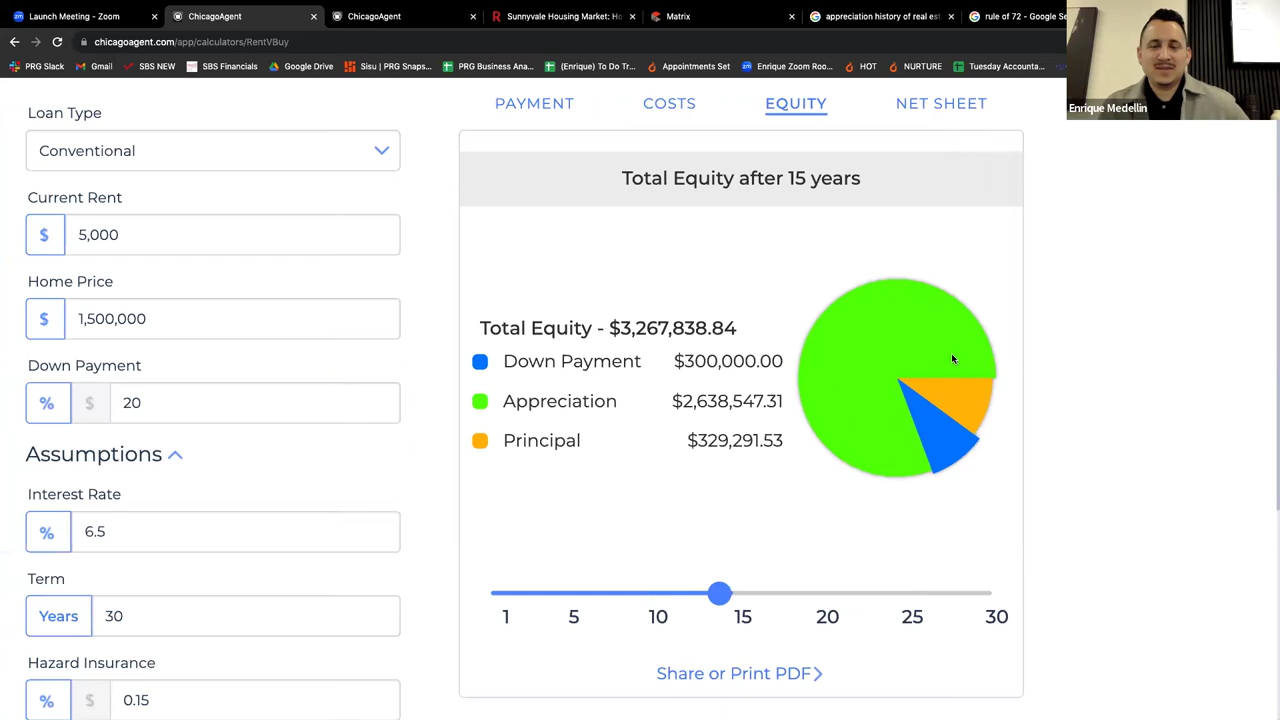 Launch Meeting - Zoom
ChicagoAgent
ChicagoAgent
Sunnyvale Housing Market: Ho
Matrix
appreciation history of real est
rule of 72 - Google Se
chicagoagent.com/app/calculators/RentVBuy
PRG Slack
Gmail
SBS NEW
SBS Financials
Google Drive
Sisu | PRG Snaps...
PRG Business Ana...
(Enrique) To Do Tr...
Appointments Set
Enrique Zoom Roo...
HOT
NURTURE
Tuesday Accounta...
Enrique Medellin
PAYMENT
COSTS
EQUITY
NET SHEET
Loan Type
Conventional
Current Rent
$ 5,000
Home Price
$ 1,500,000
Down Payment
% $ 20
Assumptions
Interest Rate
% 6.5
Term
Years 30
Hazard Insurance
% $ 0.15
Total Equity after 15 years
Total Equity - $3,267,838.84
Down Payment $300,000.00
Appreciation $2,638,547.31
Principal $329,291.53
1 5 10 15 20 25 30
Share or Print PDF